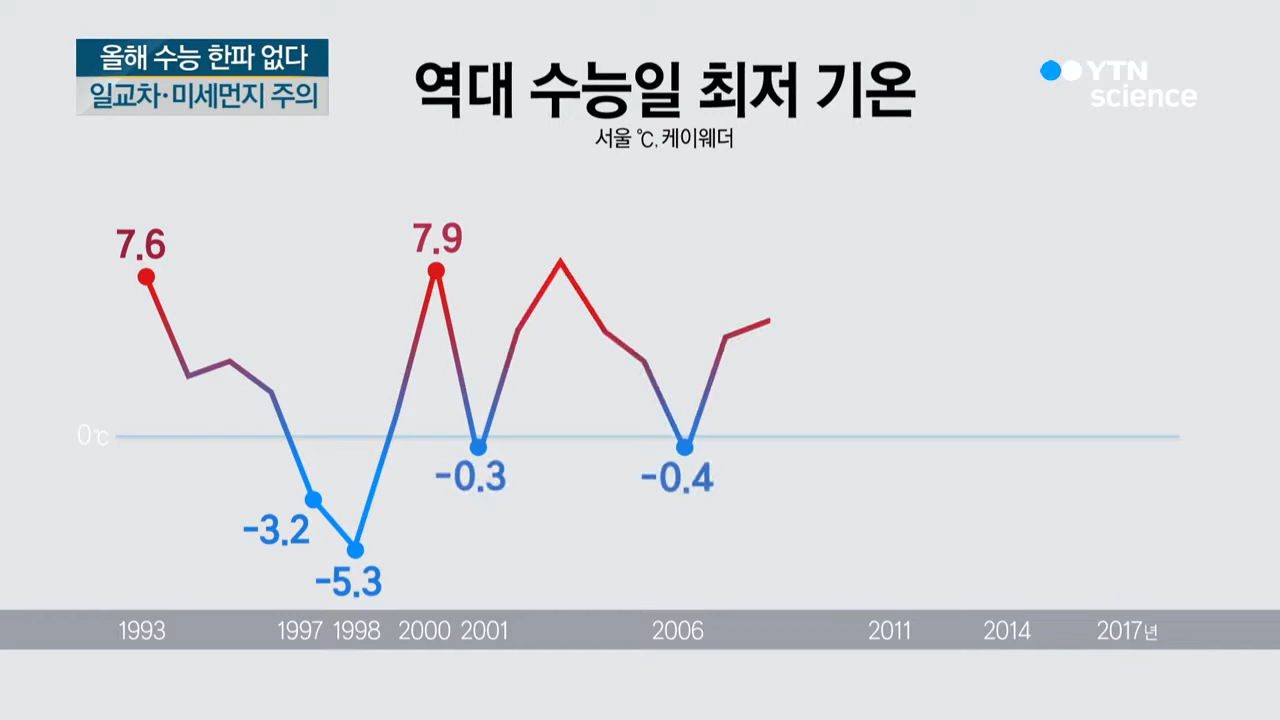 올해 수능 한파 없다
일교차·미세먼지 주의
역대 수능일 최저 기온
서울 ℃, 케이웨더
YTN
science
7.6
7.9
0℃
-0.3
-0.4
-3.2
-5.3
1993 1997 1998 2000 2001 2006 2011 2014 2017년